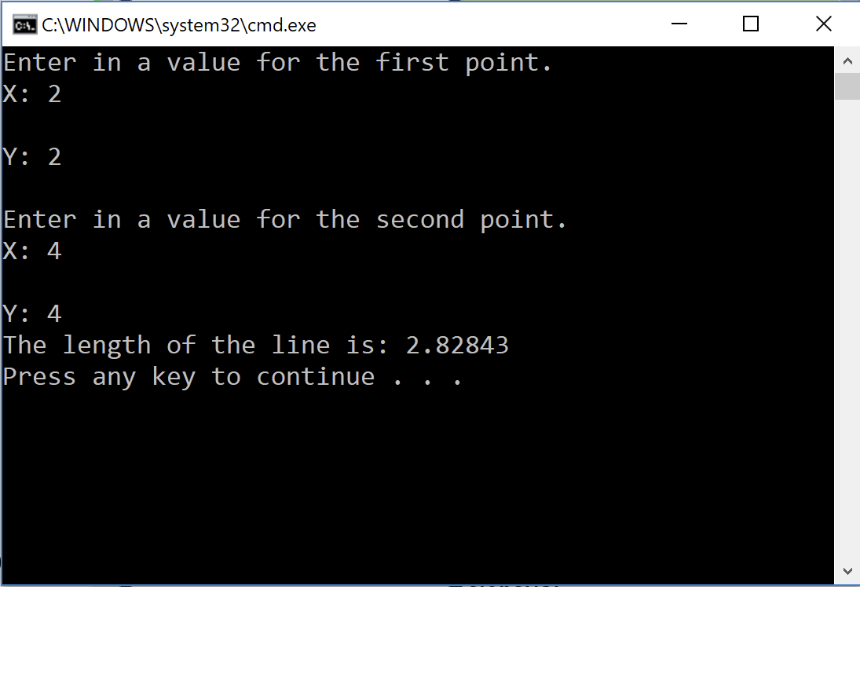 C:\WINDOWS\system32\cmd.exe
Enter in a value for the first point.
X: 2
Y: 2
Enter in a value for the second point.
X: 4
Y: 4
The length of the line is: 2.82843
Press any key to continue . . .